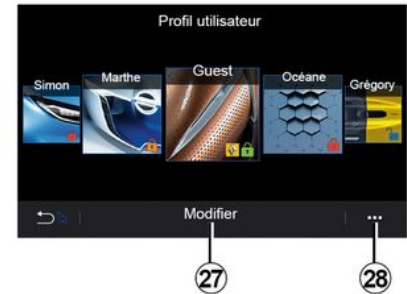 Profil utilisateur
Simon
Marthe
Guest
Océane
Grégory
Modifier
•••
27
28